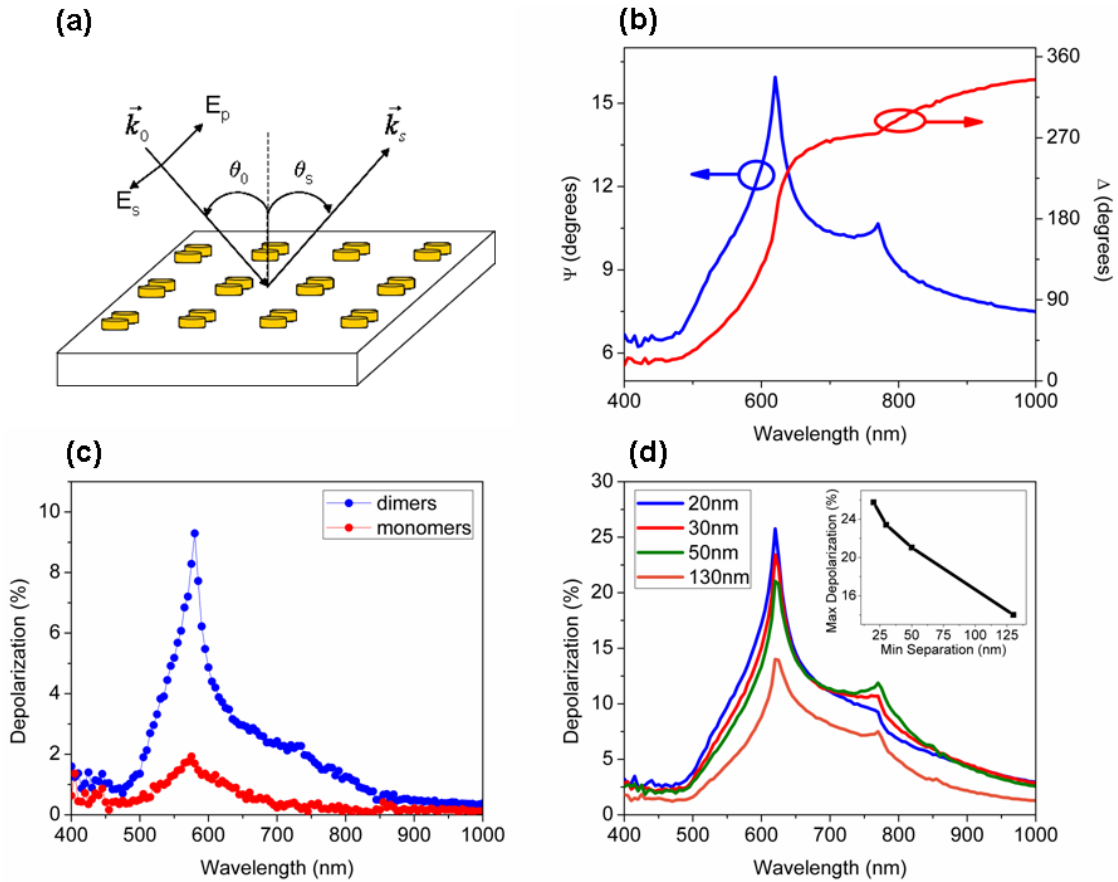 (a)
k⃗0
Ep
Es
θ0
θs
k⃗s
(b)
Ψ (degrees)
15
12
9
6
360
270
180
90
0
Δ (degrees)
400
600
800
1000
Wavelength (nm)
(c)
Depolarization (%)
10
8
6
4
2
0
dimers
monomers
400
500
600
700
800
900
1000
Wavelength (nm)
(d)
Depolarization (%)
30
25
20
15
10
5
0
20nm
30nm
50nm
130nm
Max Depolarization (%)
24
20
16
25
50
75
100
125
Min Separation (nm)
400
500
600
700
800
900
1000
Wavelength (nm)